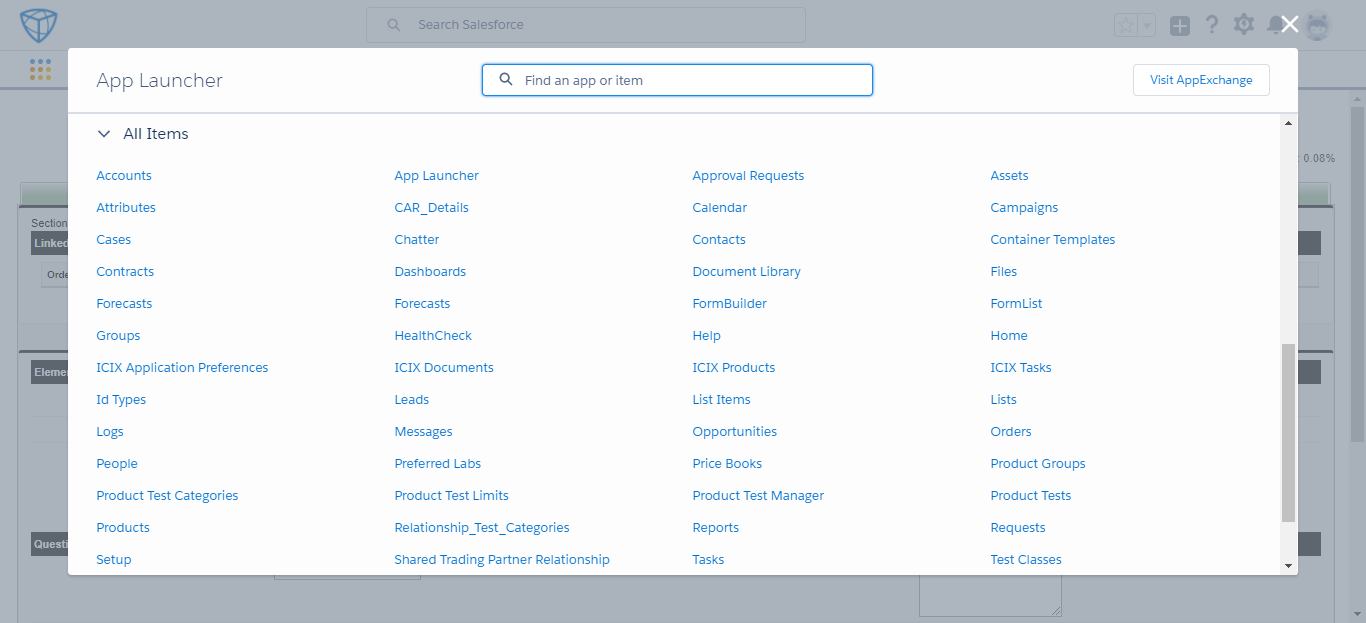 Search Salesforce
App Launcher
Find an app or item
Visit AppExchange
All Items
: 0.08%
Accounts App Launcher Approval Requests Assets
Attributes CAR_Details Calendar Campaigns
Section
Cases Chatter Contacts Container Templates
Linked
Contracts Dashboards Document Library Files
Forecasts Forecasts FormBuilder FormList
Groups HealthCheck Help Home
ICIX Application Preferences ICIX Documents ICIX Products ICIX Tasks
Id Types Leads List Items Lists
Logs Messages Opportunities Orders
People Preferred Labs Price Books Product Groups
Product Test Categories Product Test Limits Product Test Manager Product Tests
Products Relationship_Test_Categories Reports Requests
Setup Shared Trading Partner Relationship Tasks Test Classes